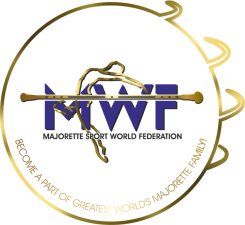 MWF
MAJORETTE SPORT WORLD FEDERATION
BECOME A PART OF GREATEST WORLD'S MAJORETTE FAMILY!